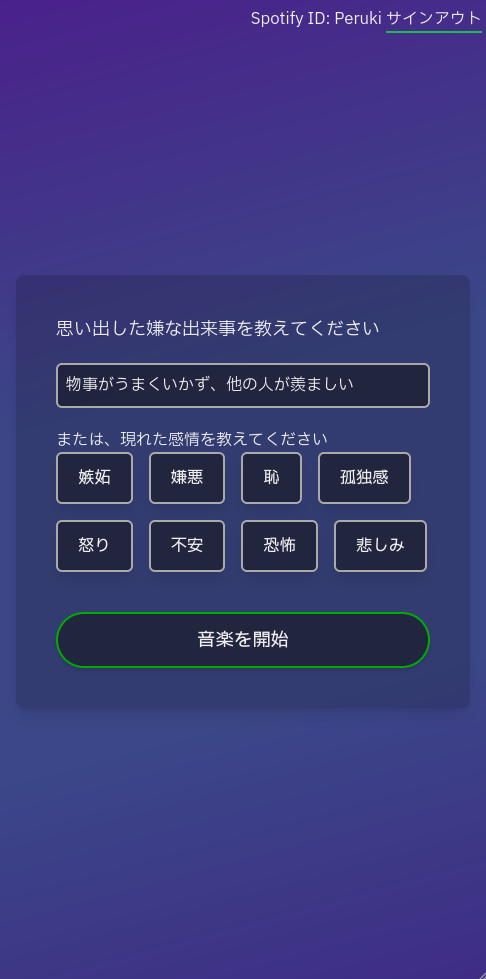 Spotify ID: Peruki サインアウト
思い出した嫌な出来事を教えてください
物事がうまくいかず、他の人が羨ましい
または、現れた感情を教えてください
嫉妬 嫌悪 恥 孤独感
怒り 不安 恐怖 悲しみ
音楽を開始